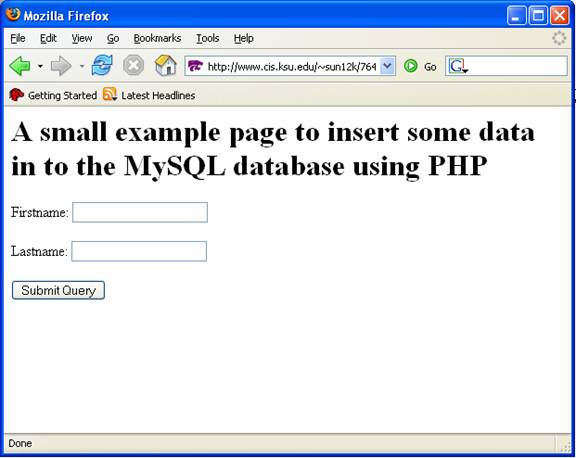 Mozilla Firefox
File Edit View Go Bookmarks Tools Help
http://www.cis.ksu.edu/~sun12k/764 Go G
Getting Started Latest Headlines
A small example page to insert some data
in to the MySQL database using PHP
Firstname:
Lastname:
Submit Query
Done